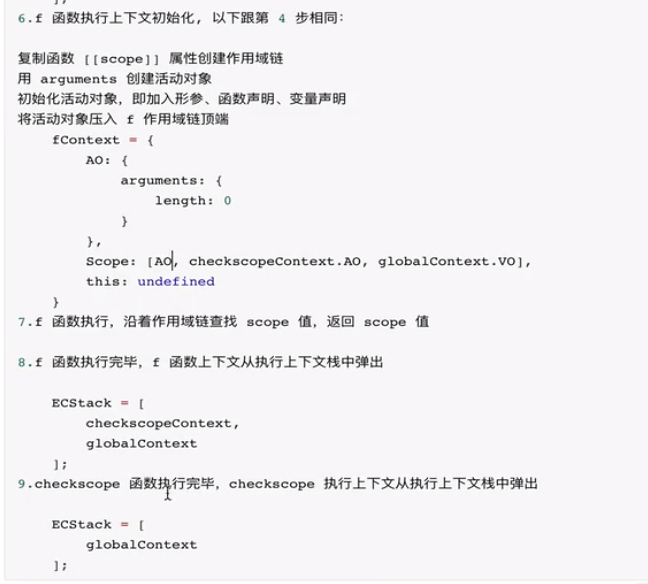 6.f 函数执行上下文初始化, 以下跟第 4 步相同：
复制函数 [[scope]] 属性创建作用域链
用 arguments 创建活动对象
初始化活动对象，即加入形参、函数声明、变量声明
将活动对象压入 f 作用域链顶端
fContext = {
AO: {
arguments: {
length: 0
}
},
Scope: [AO, checkscopeContext.AO, globalContext.VO],
this: undefined
}
7.f 函数执行，沿着作用域链查找 scope 值，返回 scope 值
8.f 函数执行完毕，f 函数上下文从执行上下文栈中弹出
ECStack = [
checkscopeContext,
globalContext
];
9.checkscope 函数执行完毕，checkscope 执行上下文从执行上下文栈中弹出
ECStack = [
globalContext
];